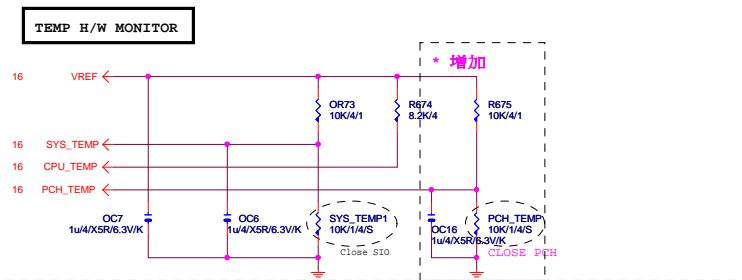 TEMP H/W MONITOR
* 增加
16 VREF
OR73
10K/4/1
R674
8.2K/4
R675
10K/4/1
16 SYS_TEMP
16 CPU_TEMP
16 PCH_TEMP
OC7
1u/4/X5R/6.3V/K
OC6
1u/4/X5R/6.3V/K
SYS_TEMP1
10K/1/4/S
Close SIO
OC16
1u/4/X5R/6.3V/K
PCH_TEMP
10K/1/4/S
CLOSE PCH